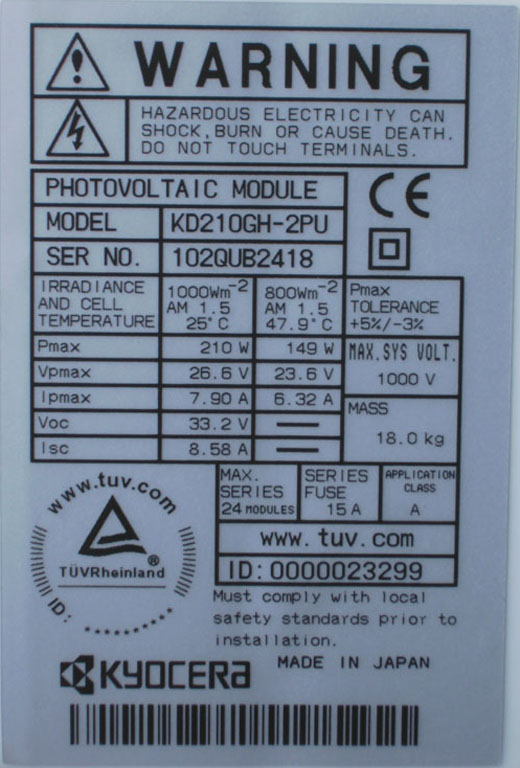 WARNING
HAZARDOUS ELECTRICITY CAN
SHOCK, BURN OR CAUSE DEATH.
DO NOT TOUCH TERMINALS.
PHOTOVOLTAIC MODULE
CE
MODEL KD210GH-2PU
SER NO. 102QUB2418
IRRADIANCE AND CELL TEMPERATURE
1000Wm⁻² AM 1.5 25°C
800Wm⁻² AM 1.5 47.9°C
Pmax TOLERANCE +5%/-3%
Pmax 210 W 149 W
Vpmax 26.6 V 23.6 V
Ipmax 7.90 A 6.32 A
Voc 33.2 V —
Isc 8.58 A —
MAX. SYS VOLT.
1000 V
MASS
18.0 kg
MAX. SERIES 24 MODULES
SERIES FUSE 15 A
APPLICATION CLASS A
www.tuv.com
ID: 0000023299
www.tuv.com
TÜVRheinland®
ID: **********
Must comply with local
safety standards prior to
installation.
KYOCERA MADE IN JAPAN